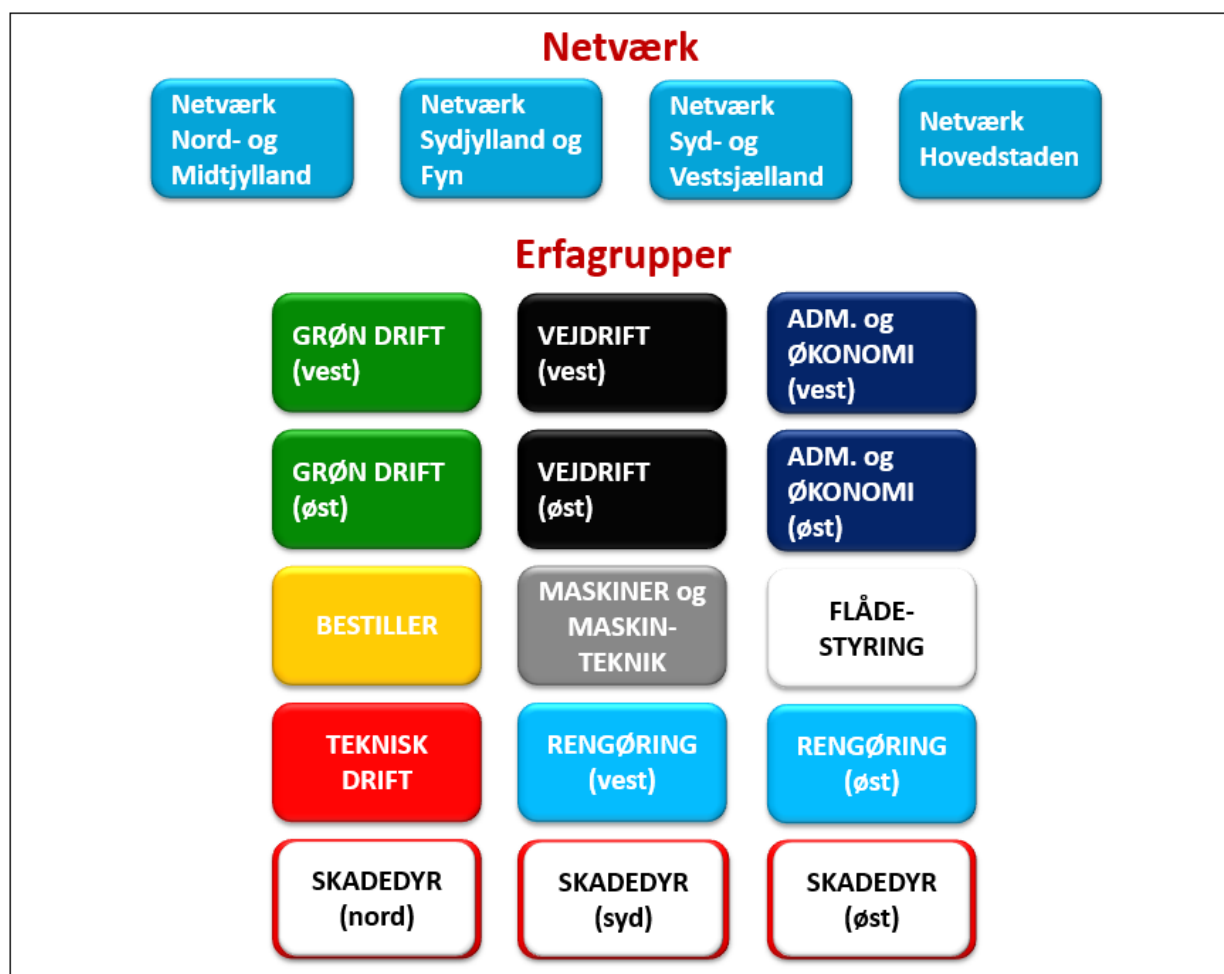 Netværk
Netværk
Nord- og
Midtjylland
Netværk
Sydjylland og
Fyn
Netværk
Syd- og
Vestsjælland
Netværk
Hovedstaden
Erfagrupper
GRØN DRIFT
(vest)
VEJDRIFT
(vest)
ADM. og
ØKONOMI
(vest)
GRØN DRIFT
(øst)
VEJDRIFT
(øst)
ADM. og
ØKONOMI
(øst)
BESTILLER
MASKINER og
MASKIN-
TEKNIK
FLÅDE-
STYRING
TEKNISK
DRIFT
RENGØRING
(vest)
RENGØRING
(øst)
SKADEDYR
(nord)
SKADEDYR
(syd)
SKADEDYR
(øst)